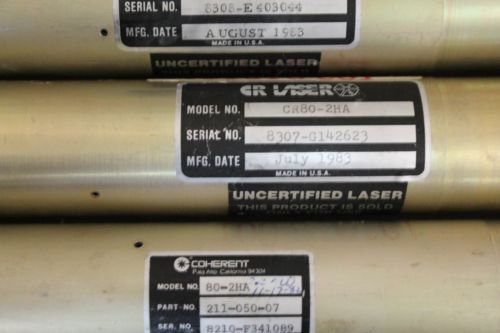 SERIAL NO. 8308-E403044
MFG. DATE AUGUST 1983
MADE IN U.S.A.
UNCERTIFIED LASER
CR LASER
MODEL NO. CR80-2HA
SERIAL NO. 8307-G142623
MFG. DATE July 1983
MADE IN U.S.A.
UNCERTIFIED LASER
THIS PRODUCT IS SOLD
COHERENT
Palo Alto, California 94304
MODEL NO. 80-2HA
PART NO. 211-050-07
SER. NO. 8210-F341089